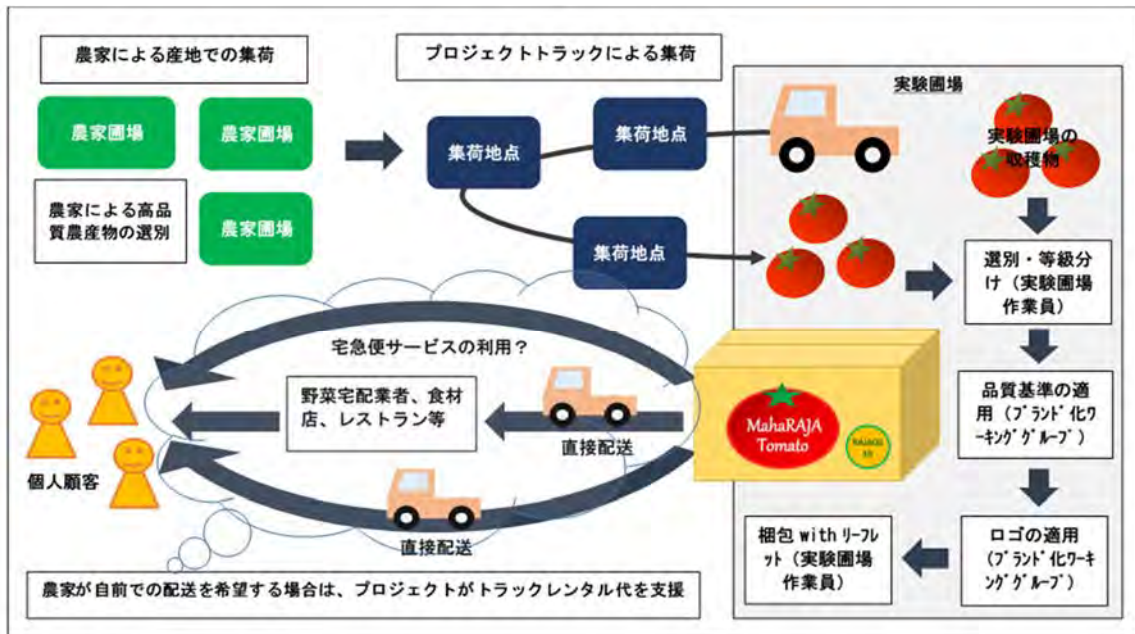 農家による産地での集荷
プロジェクトトラックによる集荷
実験圃場
農家圃場
農家圃場
農家圃場
農家による高品
質農産物の選別
集荷地点
集荷地点
集荷地点
実験圃場の
収穫物
選別・等級分
け（実験圃場
作業員）
品質基準の適
用（ﾌﾞﾗﾝﾄﾞ化ﾜ
ｰｷﾝｸﾞｸﾞﾙｰﾌﾟ）
ロゴの適用
（ﾌﾞﾗﾝﾄﾞ化ﾜｰｷ
ﾝｸﾞｸﾞﾙｰﾌﾟ）
梱包 with ﾘｰﾌﾚ
ｯﾄ（実験圃場
作業員）
MahaRAJA
Tomato
宅急便サービスの利用？
野菜宅配業者、食材
店、レストラン等
直接配送
直接配送
個人顧客
農家が自前での配送を希望する場合は、プロジェクトがトラックレンタル代を支援